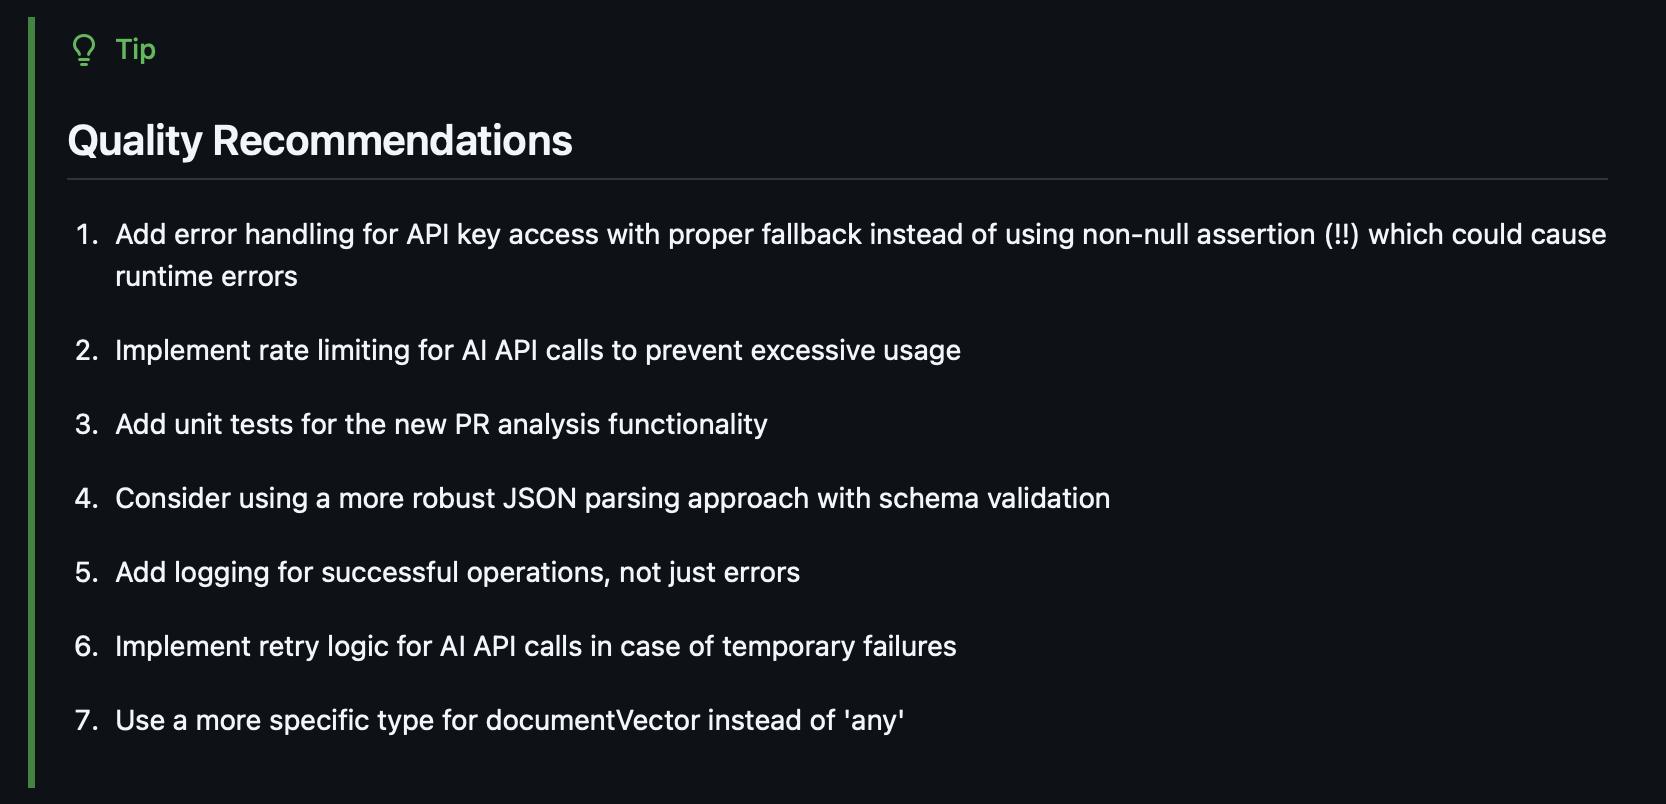 Tip
Quality Recommendations
1. Add error handling for API key access with proper fallback instead of using non-null assertion (!!) which could cause
runtime errors
2. Implement rate limiting for AI API calls to prevent excessive usage
3. Add unit tests for the new PR analysis functionality
4. Consider using a more robust JSON parsing approach with schema validation
5. Add logging for successful operations, not just errors
6. Implement retry logic for AI API calls in case of temporary failures
7. Use a more specific type for documentVector instead of 'any'